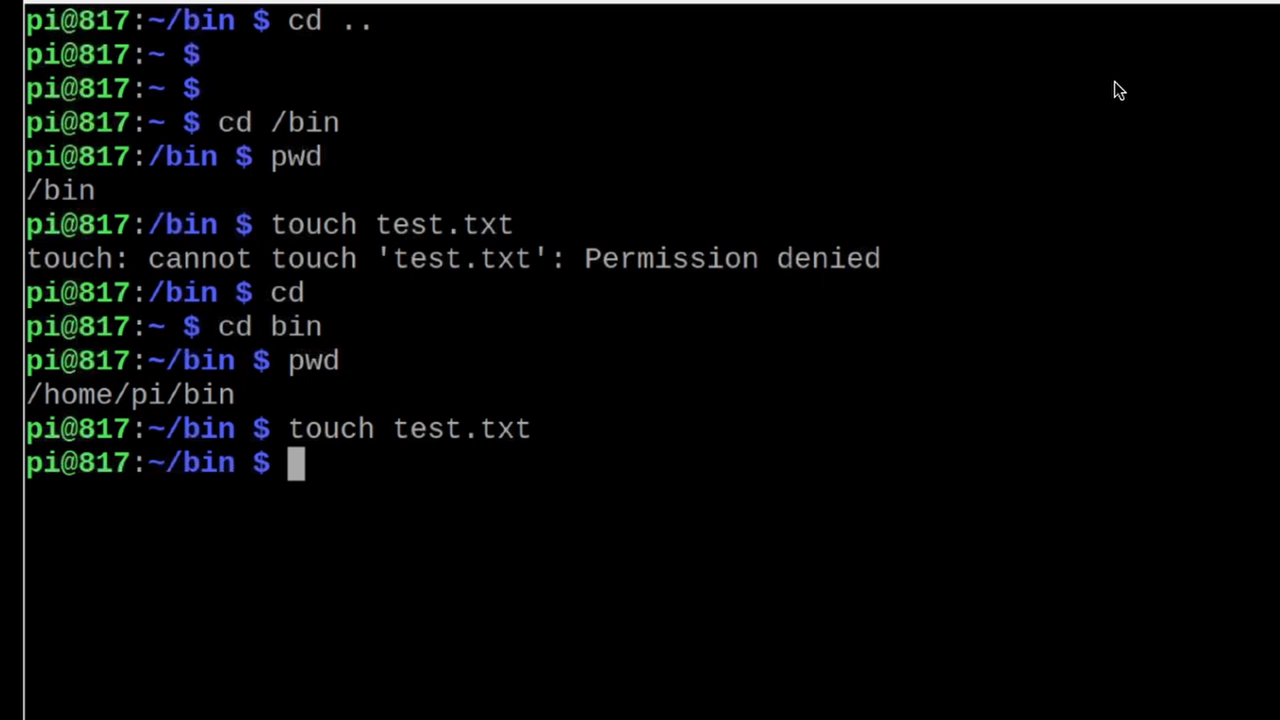 pi@817:~/bin $ cd ..
pi@817:~ $
pi@817:~ $
pi@817:~ $ cd /bin
pi@817:/bin $ pwd
/bin
pi@817:/bin $ touch test.txt
touch: cannot touch 'test.txt': Permission denied
pi@817:/bin $ cd
pi@817:~ $ cd bin
pi@817:~/bin $ pwd
/home/pi/bin
pi@817:~/bin $ touch test.txt
pi@817:~/bin $